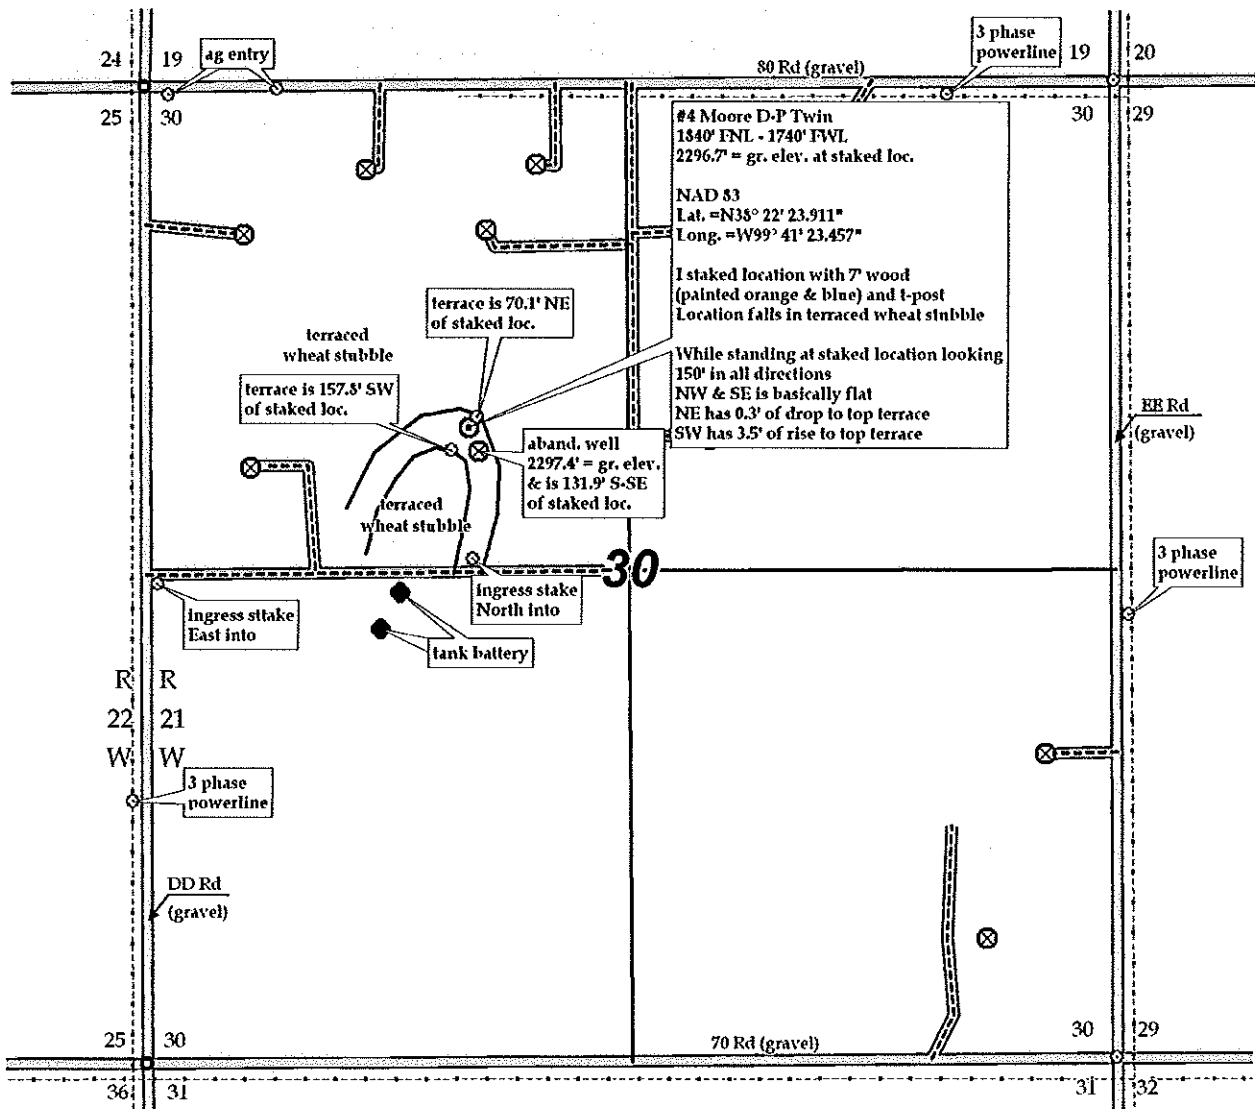 24 19
ag entry
3 phase
powerline
19 20
80 Rd (gravel)
25 30
30 29
#4 Moore D-P Twin
1840' FNL - 1740' FWL
2296.7' = gr. elev. at staked loc.
NAD 83
Lat. =N38° 22' 23.911"
Long. =W99° 41' 23.457"
I staked location with 7' wood
(painted orange & blue) and t-post
Location falls in terraced wheat stubble
While standing at staked location looking
150' in all directions
NW & SE is basically flat
NE has 0.3' of drop to top terrace
SW has 3.5' of rise to top terrace
terrace is 70.1' NE
of staked loc.
terraced
wheat stubble
terrace is 157.8' SW
of staked loc.
EE Rd
(gravel)
aband. well
2297.4' = gr. elev.
& is 131.9' S-SE
of staked loc.
terraced
wheat stubble
30
3 phase
powerline
ingress sttake
East into
ingress stake
North into
tank battery
R R
22 21
W W
3 phase
powerline
DD Rd
(gravel)
25 30
70 Rd (gravel)
30 29
36 31
31 32